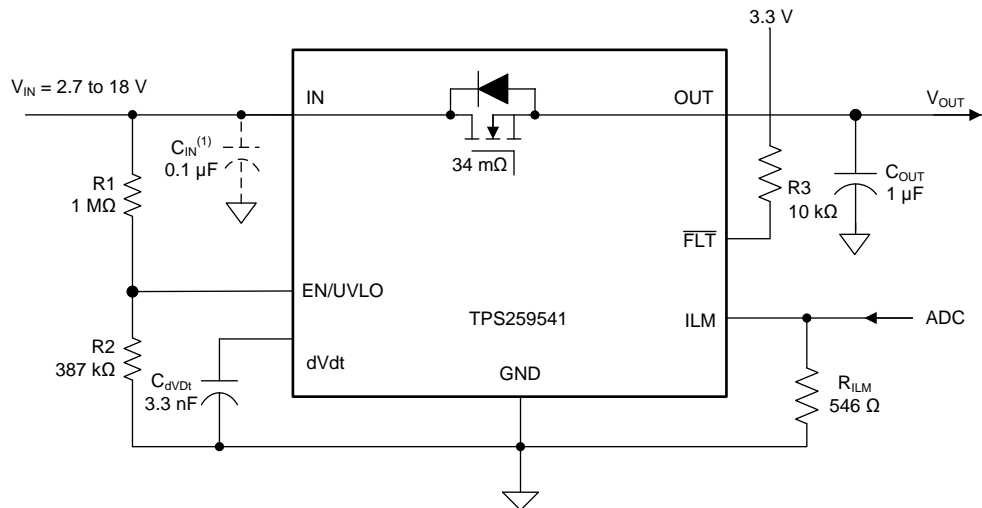 3.3 V
V_IN = 2.7 to 18 V
IN
OUT
V_OUT
C_IN^(1)
0.1 µF
34 mΩ
R1
1 MΩ
R3
10 kΩ
C_OUT
1 µF
FLT
EN/UVLO
TPS259541
ILM
ADC
R2
387 kΩ
dVdt
C_dVDt
3.3 nF
GND
R_ILM
546 Ω